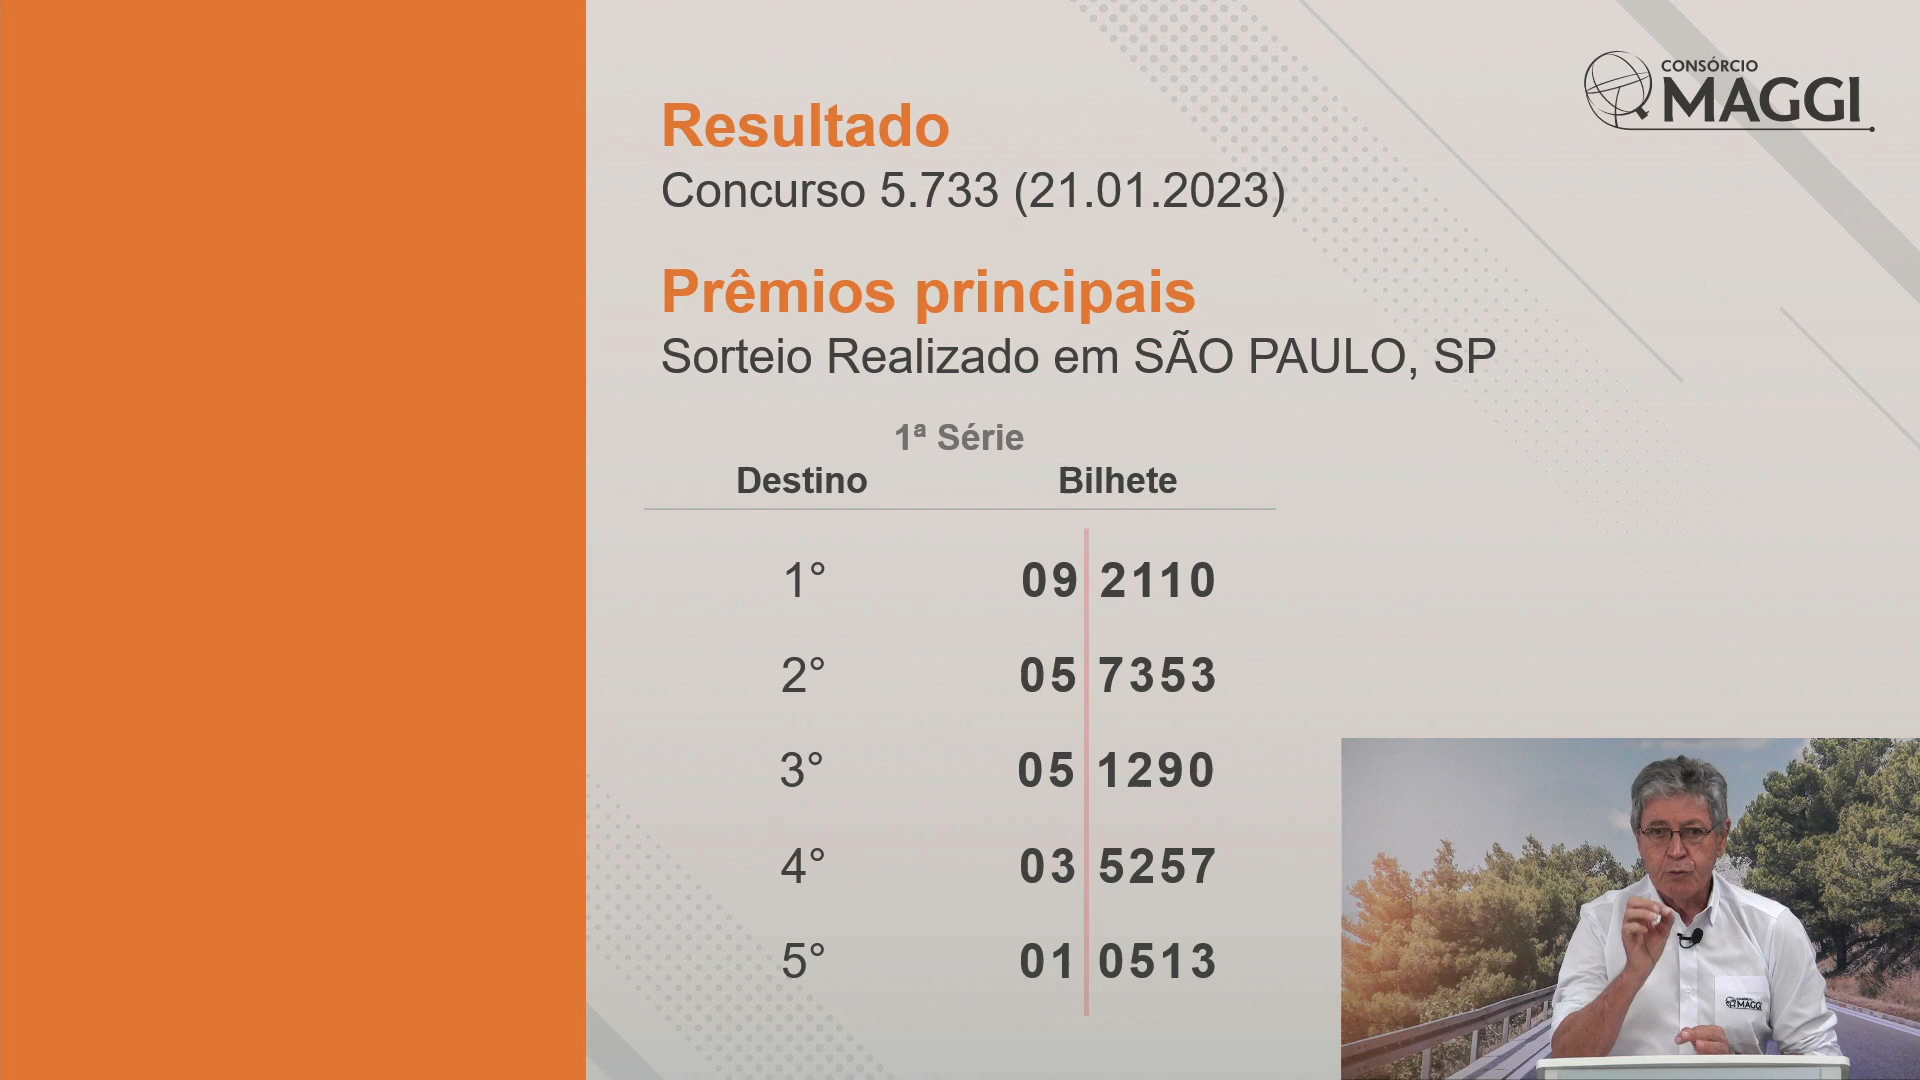 CONSÓRCIO
MAGGI
Resultado
Concurso 5.733 (21.01.2023)
Prêmios principais
Sorteio Realizado em SÃO PAULO, SP
1ª Série
Destino Bilhete
1° 09 2110
2° 05 7353
3° 05 1290
4° 03 5257
5° 01 0513
MAGGI